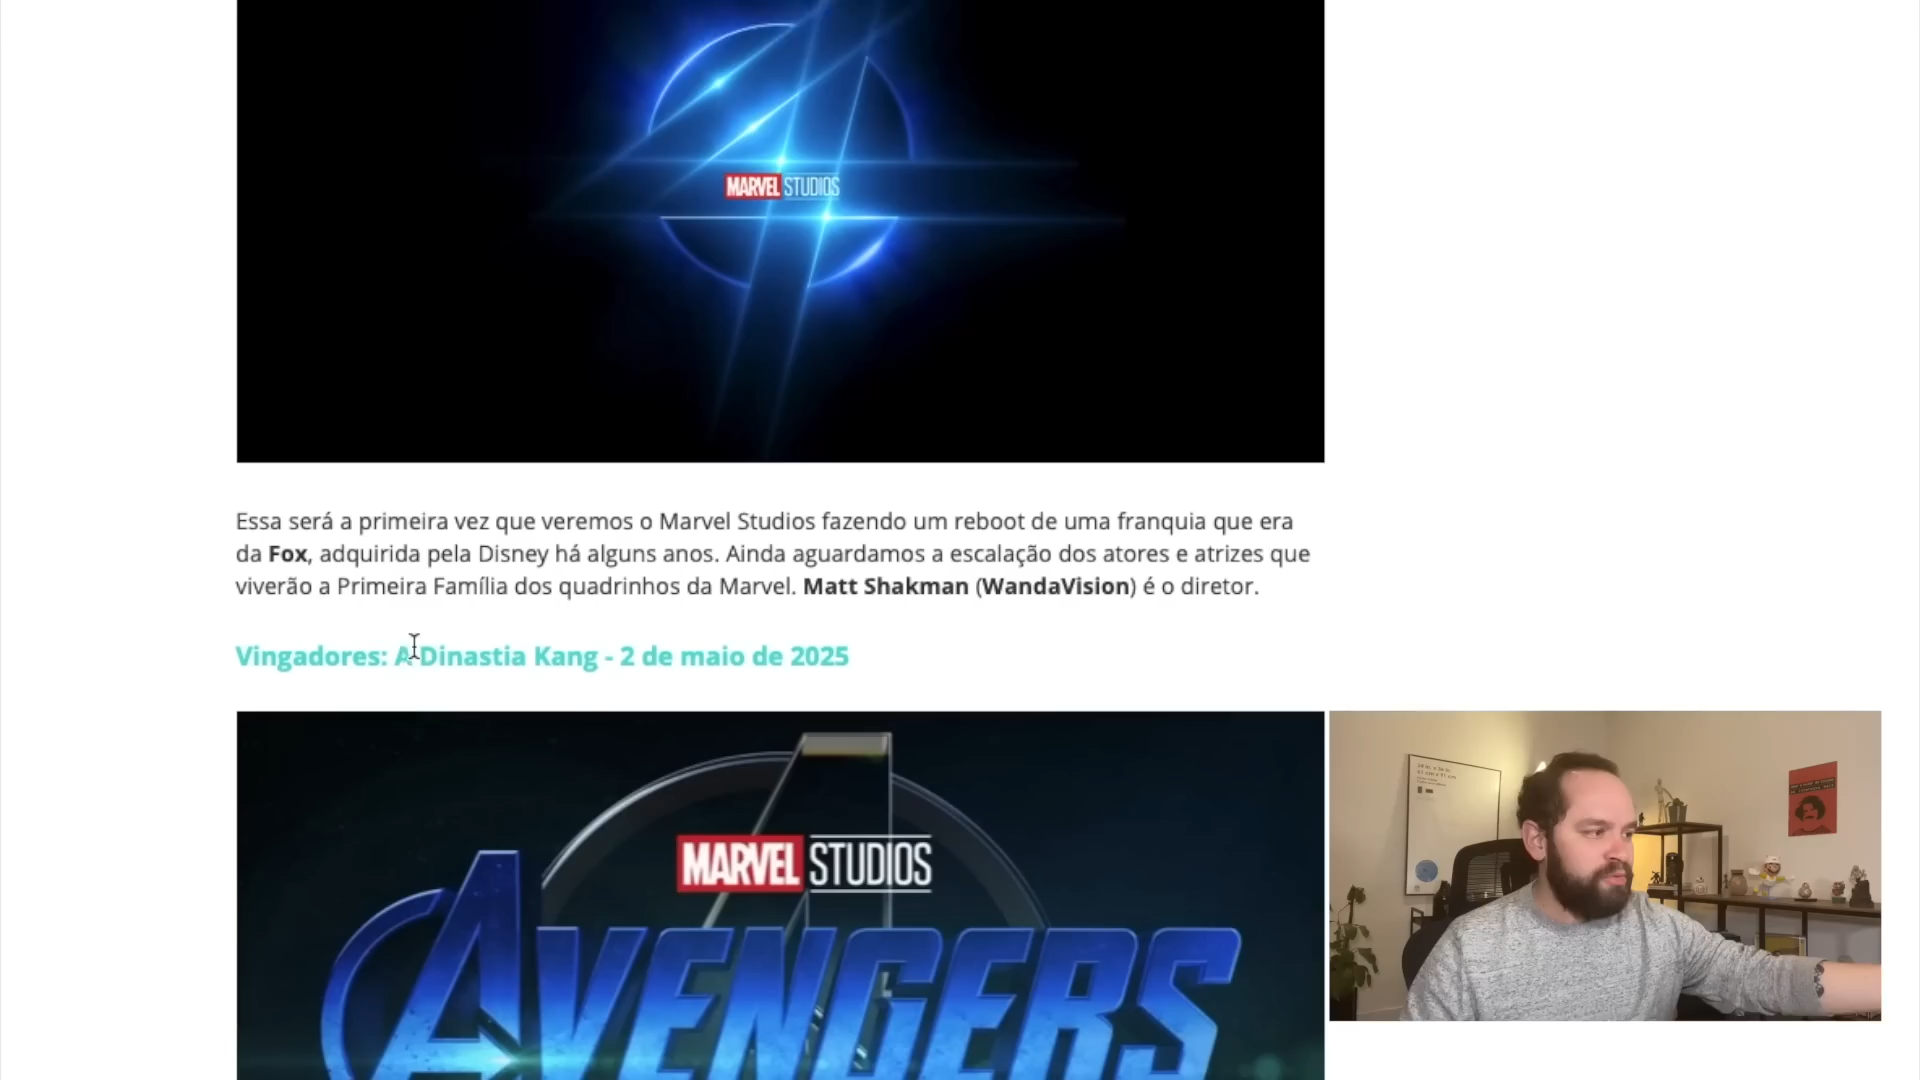 MARVEL STUDIOS
Essa será a primeira vez que veremos o Marvel Studios fazendo um reboot de uma franquia que era
da Fox, adquirida pela Disney há alguns anos. Ainda aguardamos a escalação dos atores e atrizes que
viverão a Primeira Família dos quadrinhos da Marvel. Matt Shakman (WandaVision) é o diretor.
Vingadores: A Dinastia Kang - 2 de maio de 2025
MARVEL STUDIOS
AVENGERS